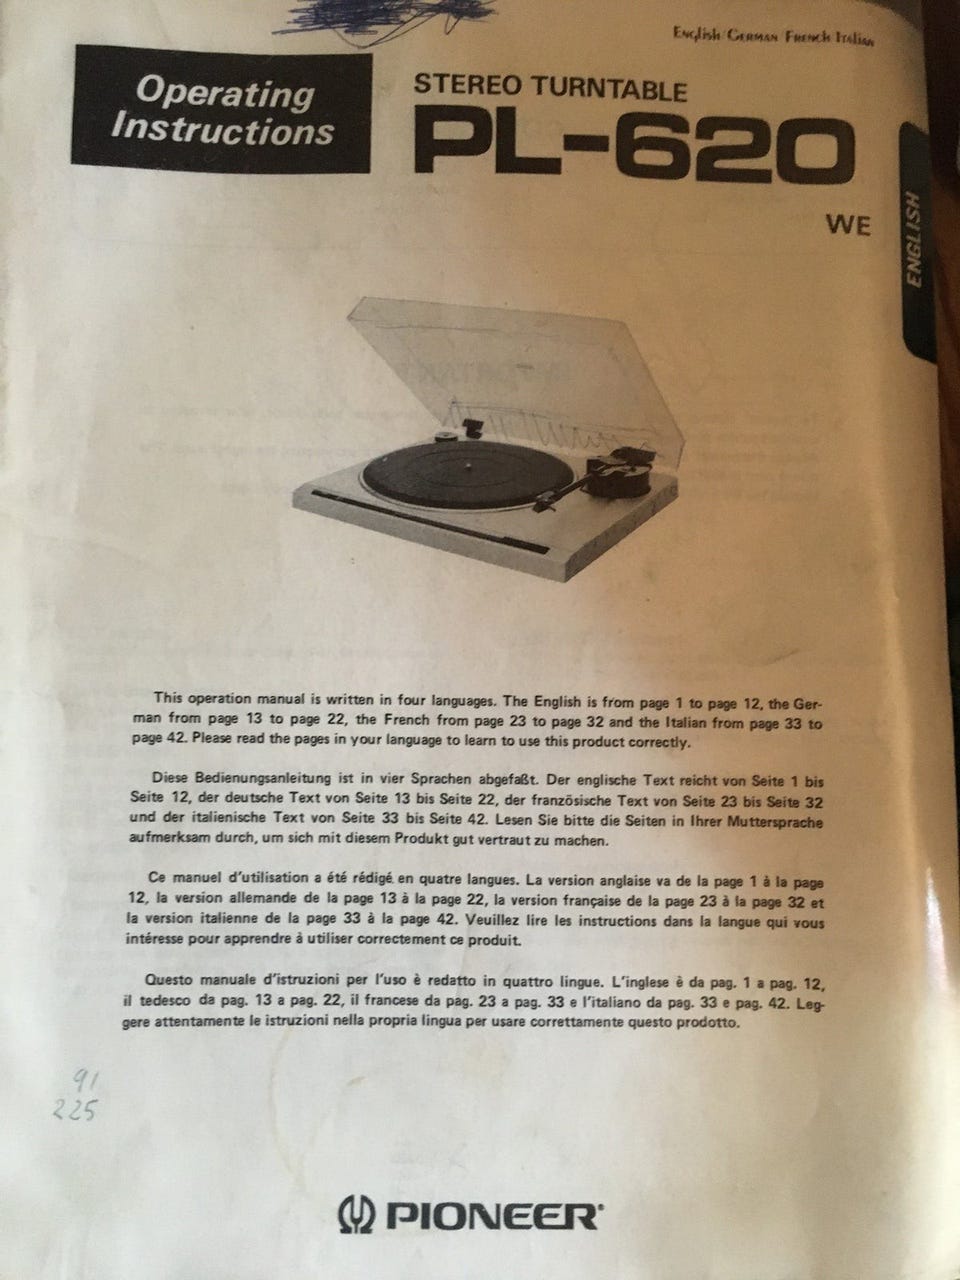 English/German French Italian
Operating
Instructions
STEREO TURNTABLE
PL-620
WE
ENGLISH
This operation manual is written in four languages. The English is from page 1 to page 12, the Ger-
man from page 13 to page 22, the French from page 23 to page 32 and the Italian from page 33 to
page 42. Please read the pages in your language to learn to use this product correctly.
Diese Bedienungsanleitung ist in vier Sprachen abgefaßt. Der englische Text reicht von Seite 1 bis
Seite 12, der deutsche Text von Seite 13 bis Seite 22, der französische Text von Seite 23 bis Seite 32
und der italienische Text von Seite 33 bis Seite 42. Lesen Sie bitte die Seiten in Ihrer Muttersprache
aufmerksam durch, um sich mit diesem Produkt gut vertraut zu machen.
Ce manuel d'utilisation a été rédigé en quatre langues. La version anglaise va de la page 1 à la page
12, la version allemande de la page 13 à la page 22, la version française de la page 23 à la page 32 et
la version italienne de la page 33 à la page 42. Veuillez lire les instructions dans la langue qui vous
intéresse pour apprendre à utiliser correctement ce produit.
Questo manuale d'istruzioni per l'uso è redatto in quattro lingue. L'inglese è da pag. 1 a pag. 12,
il tedesco da pag. 13 a pag. 22, il francese da pag. 23 a pag. 33 e l'italiano da pag. 33 e pag. 42. Leg-
gere attentamente le istruzioni nella propria lingua per usare correttamente questo prodotto.
91
225
PIONEER